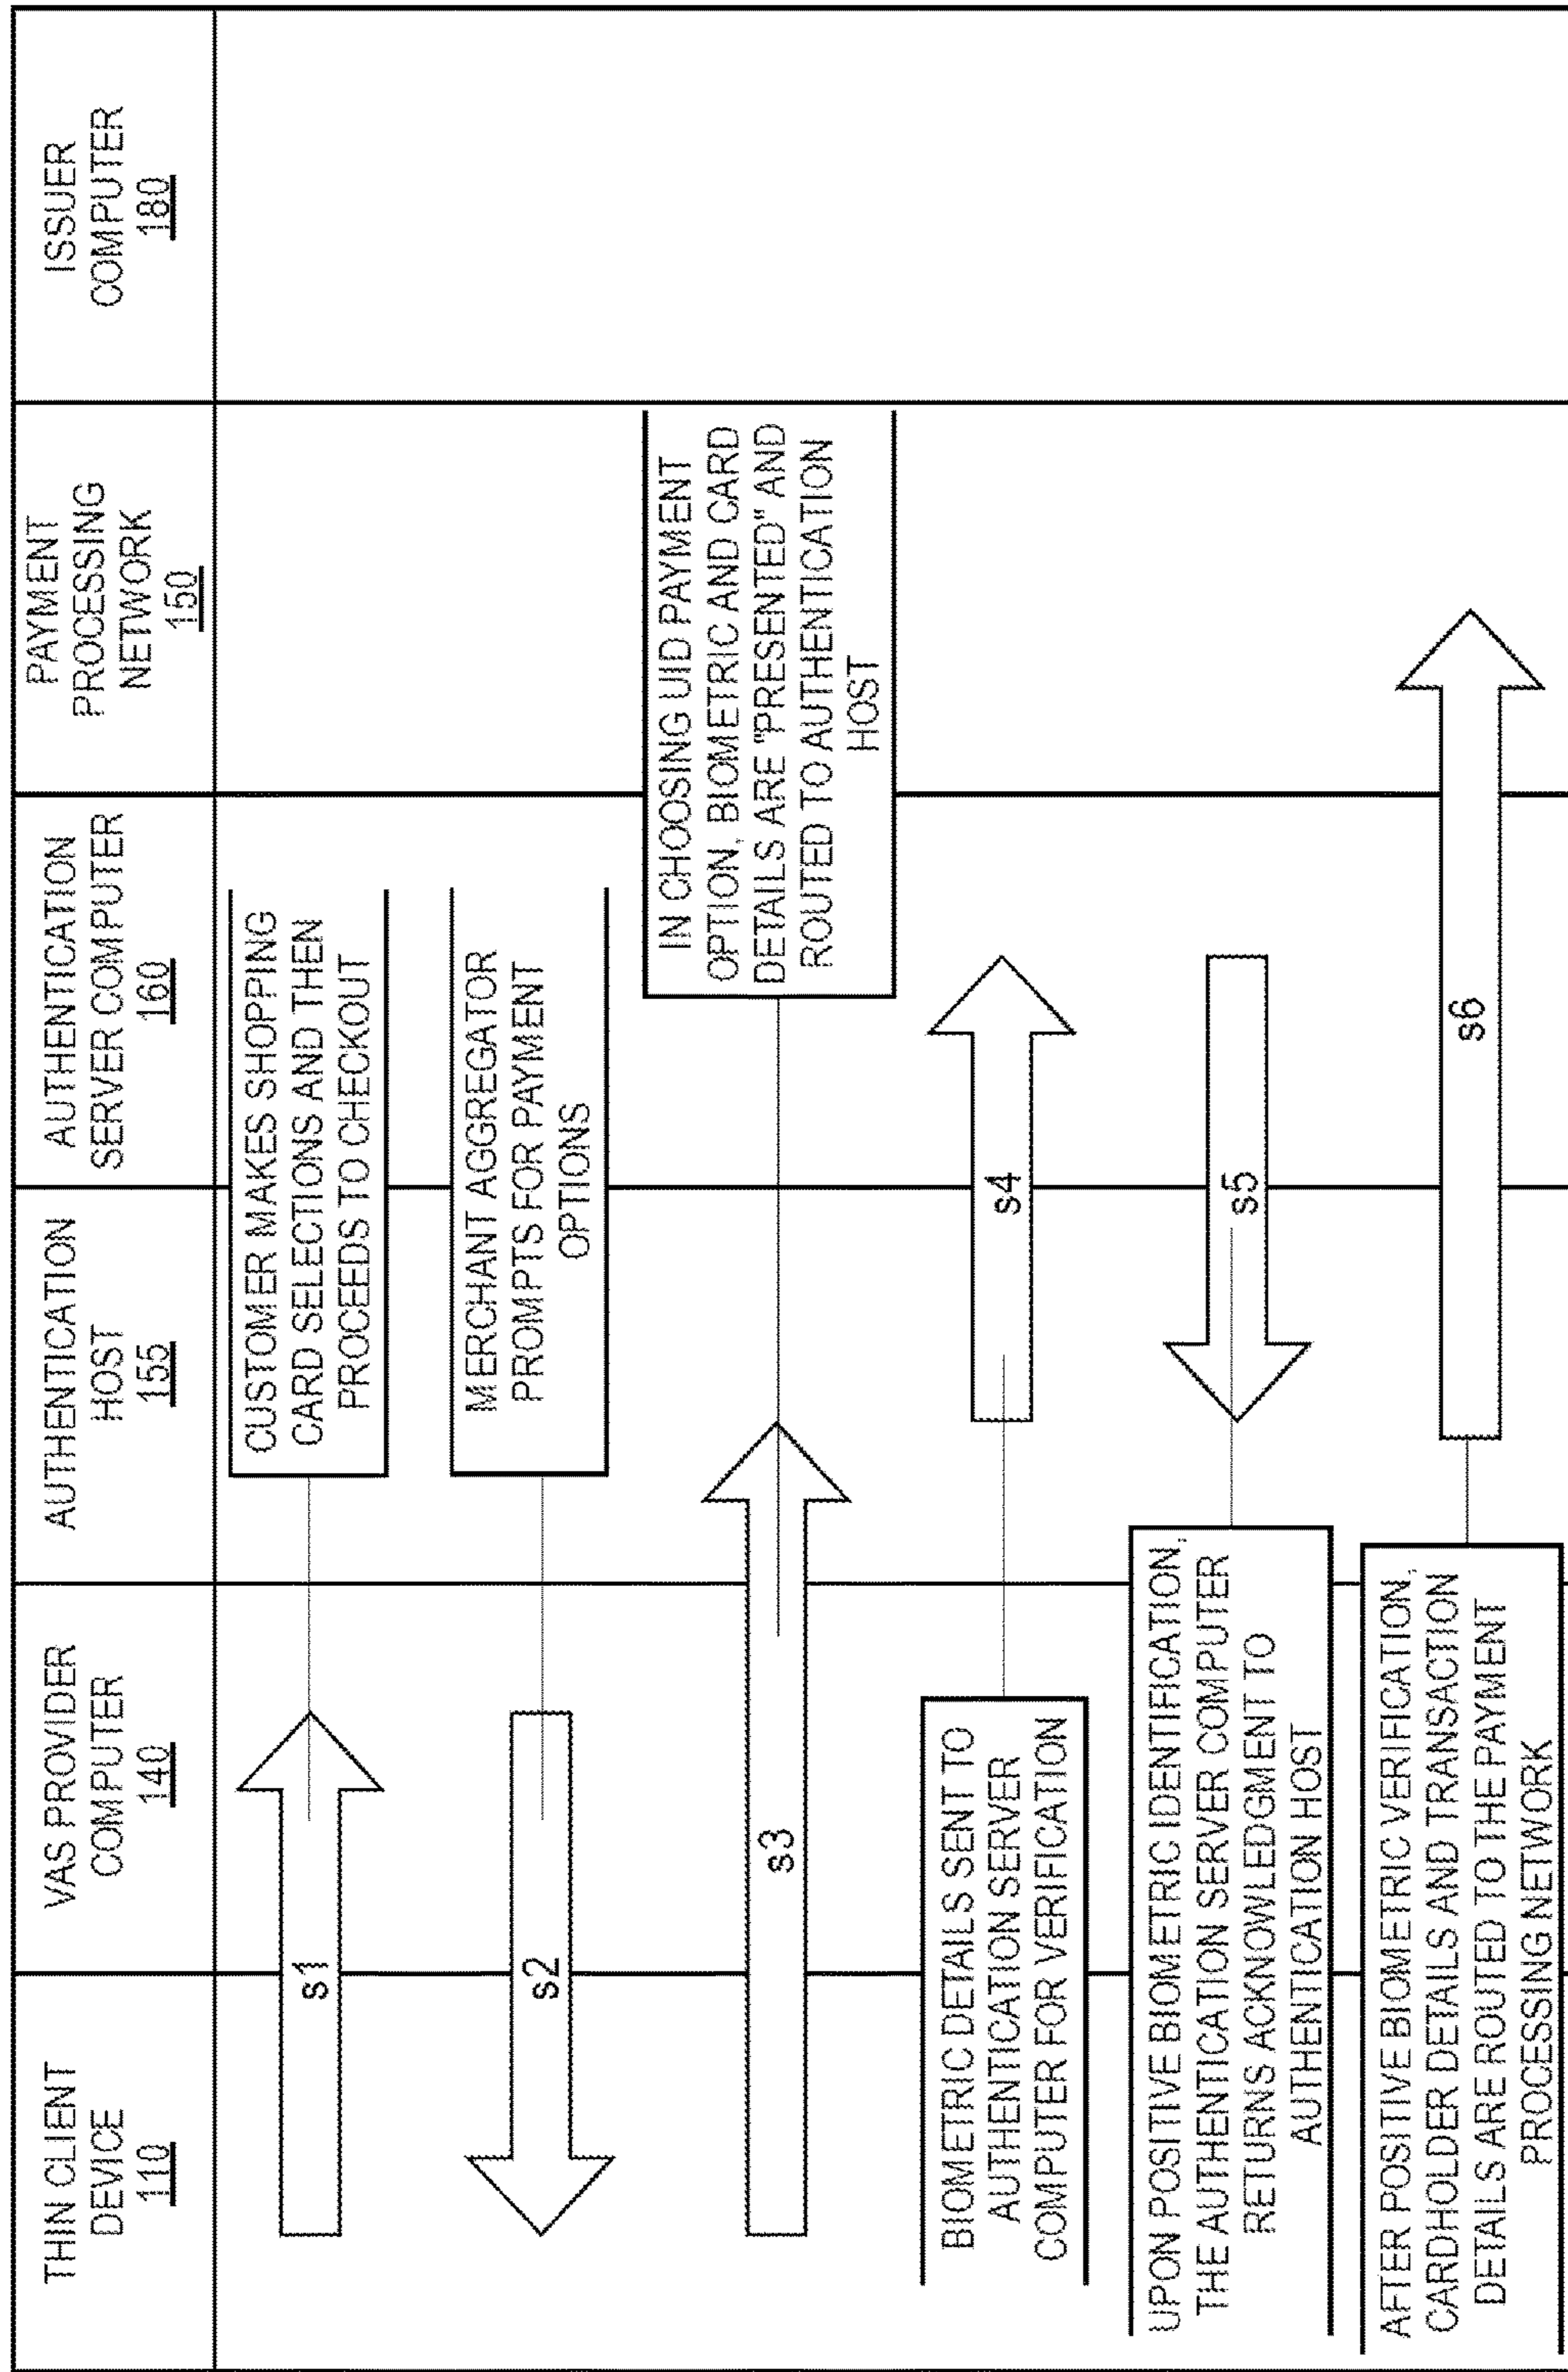 THIN CLIENT
DEVICE
110
VAS PROVIDER
COMPUTER
140
AUTHENTICATION
HOST
155
AUTHENTICATION
SERVER COMPUTER
160
PAYMENT
PROCESSING
NETWORK
150
ISSUER
COMPUTER
180
s1
CUSTOMER MAKES SHOPPING
CARD SELECTIONS AND THEN
PROCEEDS TO CHECKOUT
s2
MERCHANT AGGREGATOR
PROMPTS FOR PAYMENT
OPTIONS
s3
IN CHOOSING UID PAYMENT
OPTION, BIOMETRIC AND CARD
DETAILS ARE "PRESENTED" AND
ROUTED TO AUTHENTICATION
HOST
BIOMETRIC DETAILS SENT TO
AUTHENTICATION SERVER
COMPUTER FOR VERIFICATION
s4
UPON POSITIVE BIOMETRIC IDENTIFICATION,
THE AUTHENTICATION SERVER COMPUTER
RETURNS ACKNOWLEDGMENT TO
AUTHENTICATION HOST
s5
AFTER POSITIVE BIOMETRIC VERIFICATION,
CARDHOLDER DETAILS AND TRANSACTION
DETAILS ARE ROUTED TO THE PAYMENT
PROCESSING NETWORK
s6